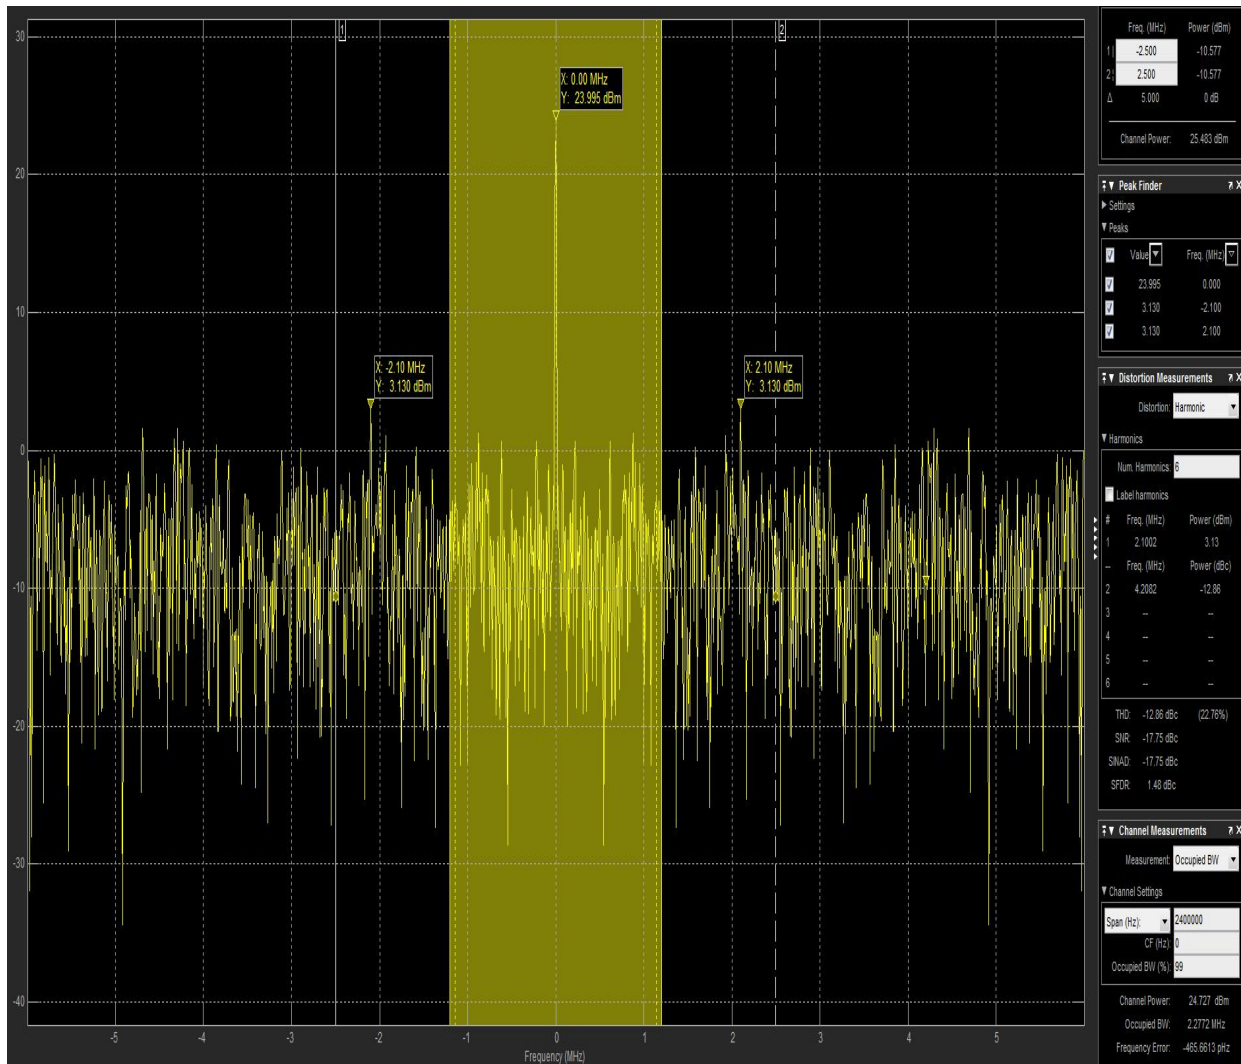 30
20
10
0
-10
-20
-30
-40
-5 -4 -3 -2 -1 0 1 2 3 4 5
Frequency (MHz)
1
2
X: 0.00 MHz
Y: 23.995 dBm
X: -2.10 MHz
Y: 3.130 dBm
X: 2.10 MHz
Y: 3.130 dBm
Freq. (MHz) Power (dBm)
1 -2.500 -10.577
2 2.500 -10.577
Δ 5.000 0 dB
Channel Power: 25.483 dBm
Peak Finder
Settings
Peaks
Value Freq. (MHz)
23.995 0.000
3.130 -2.100
3.130 2.100
Distortion Measurements
Distortion: Harmonic
Harmonics
Num. Harmonics: 6
Label harmonics
# Freq. (MHz) Power (dBm)
1 2.1002 3.13
-- Freq. (MHz) Power (dBc)
2 4.2082 -12.86
3 -- --
4 -- --
5 -- --
6 -- --
THD: -12.86 dBc (22.76%)
SNR: -17.75 dBc
SINAD: -17.75 dBc
SFDR: 1.48 dBc
Channel Measurements
Measurement: Occupied BW
Channel Settings
Span (Hz): 2400000
CF (Hz): 0
Occupied BW (%): 99
Channel Power: 24.727 dBm
Occupied BW: 2.2772 MHz
Frequency Error: -465.6613 pHz